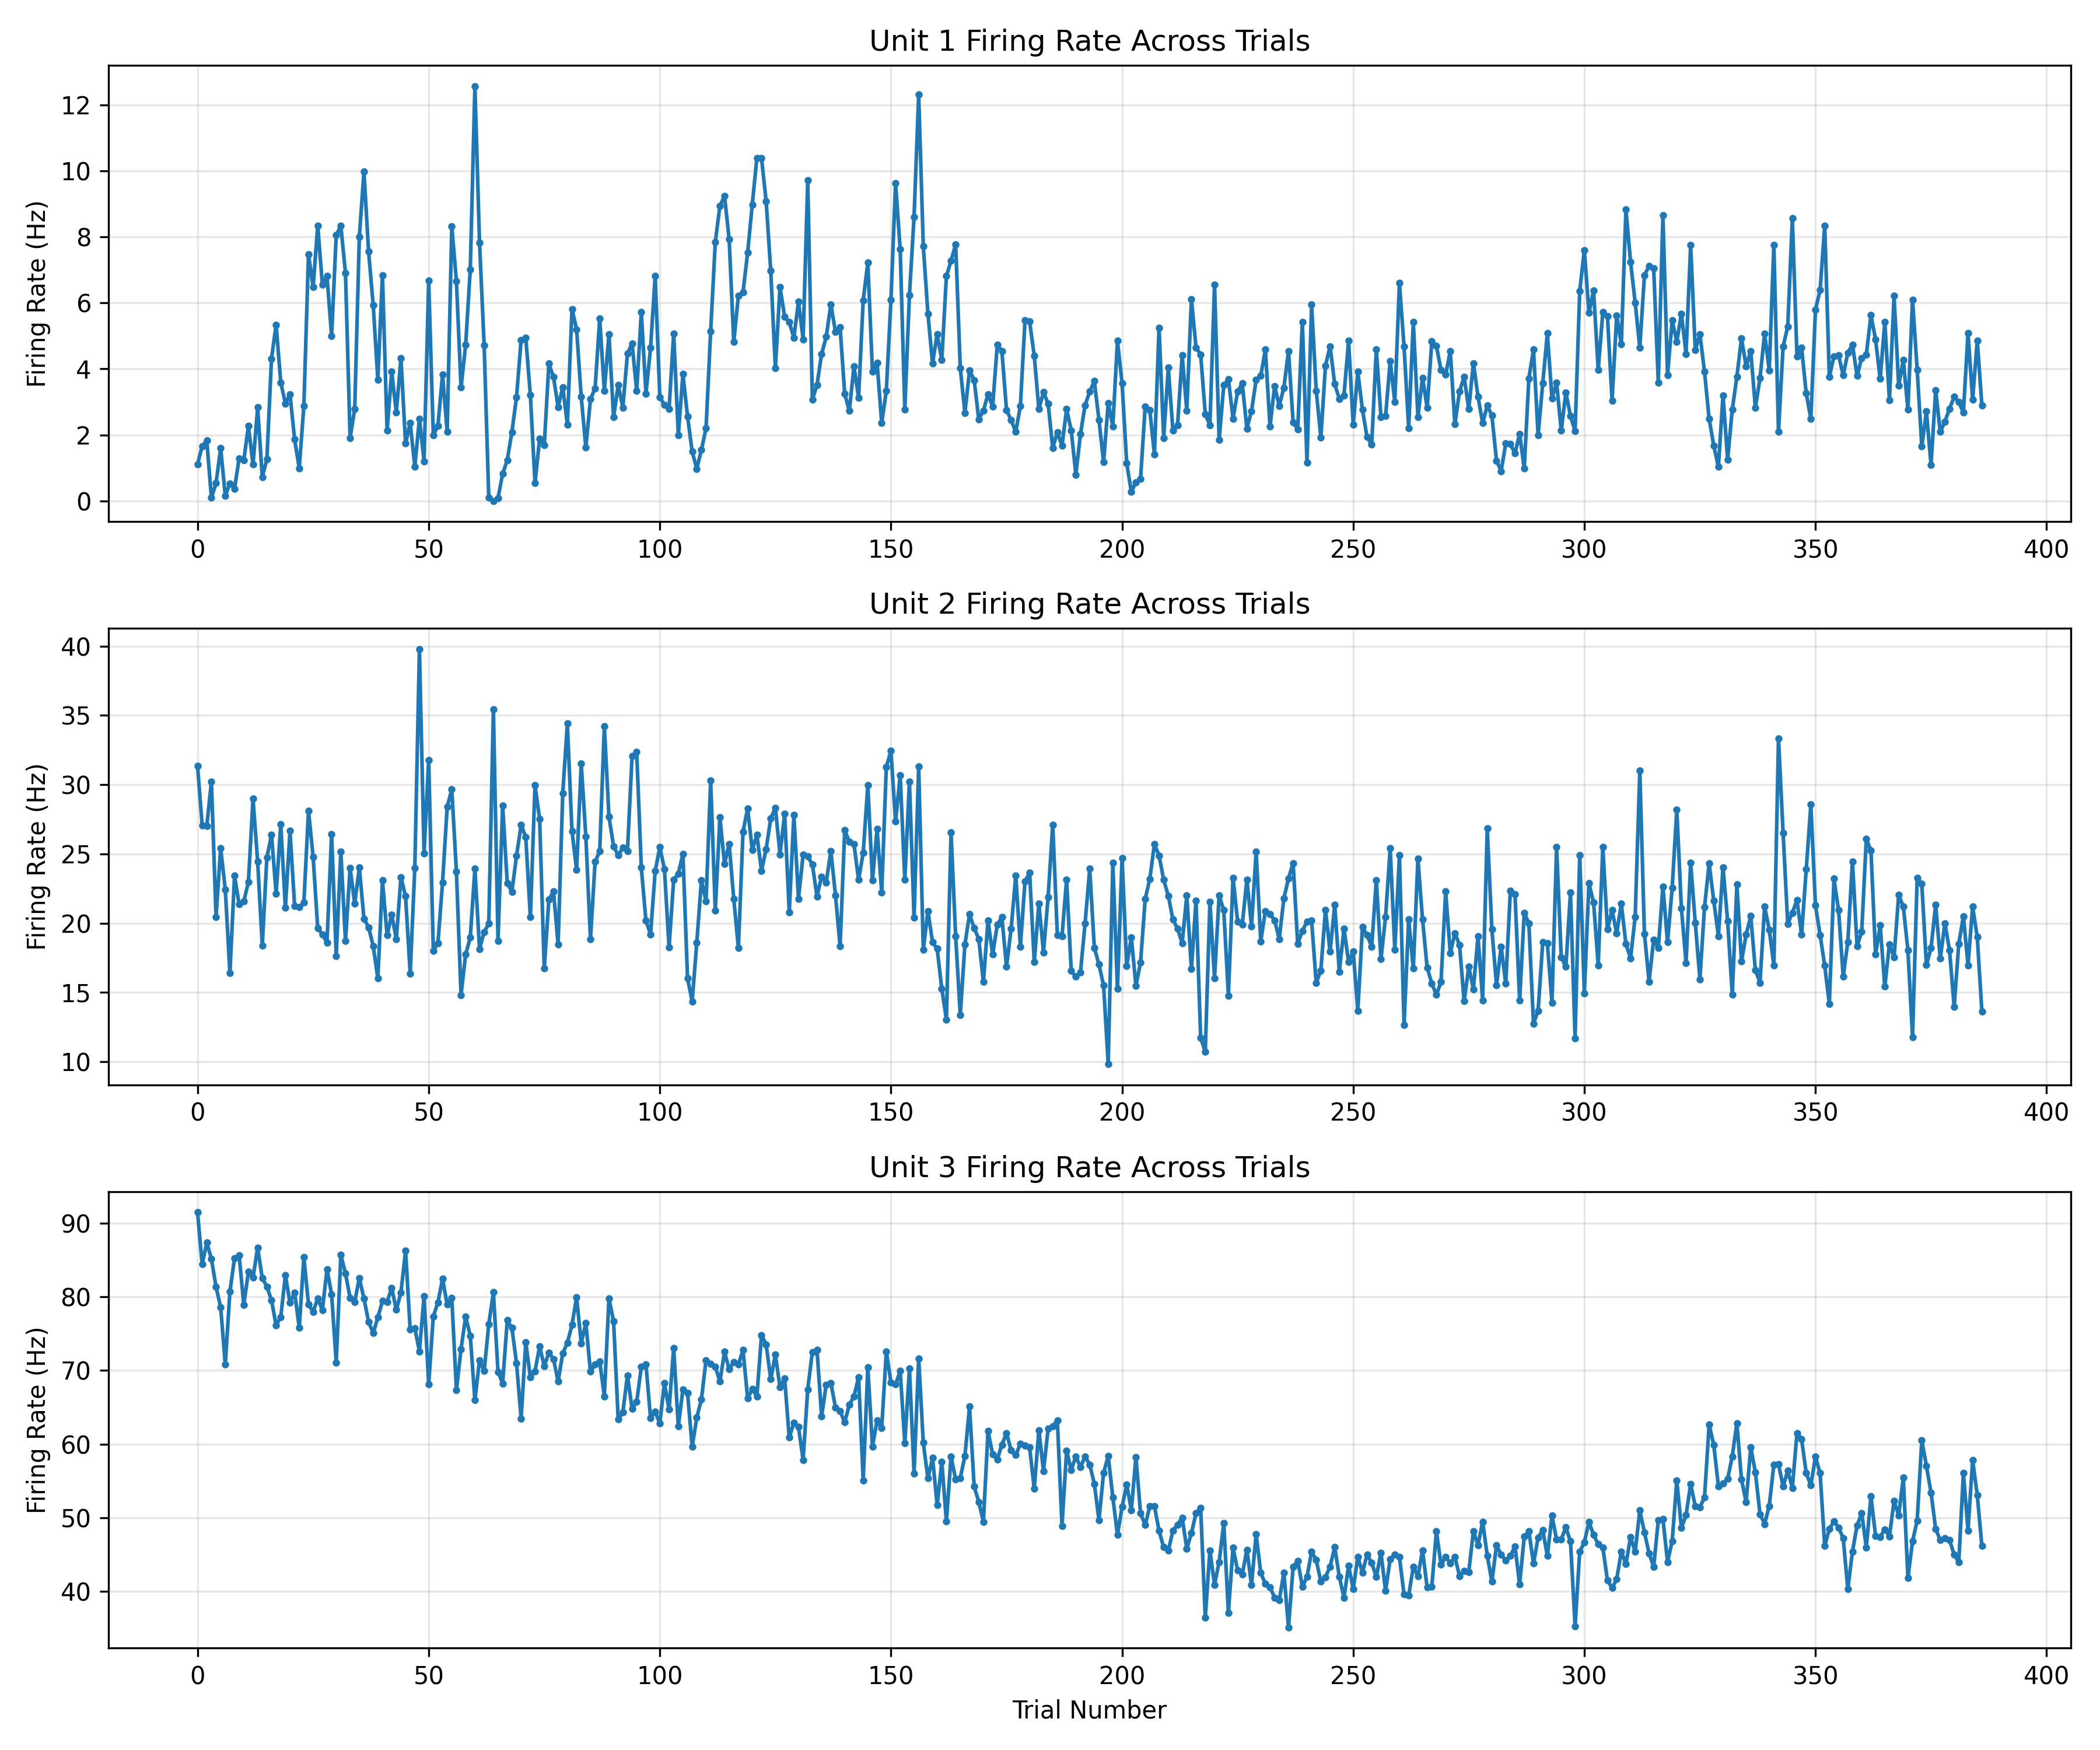 Unit 1 Firing Rate Across Trials
Firing Rate (Hz)
12
10
8
6
4
2
0
0 50 100 150 200 250 300 350 400
Unit 2 Firing Rate Across Trials
Firing Rate (Hz)
40
35
30
25
20
15
10
0 50 100 150 200 250 300 350 400
Unit 3 Firing Rate Across Trials
Firing Rate (Hz)
90
80
70
60
50
40
0 50 100 150 200 250 300 350 400
Trial Number